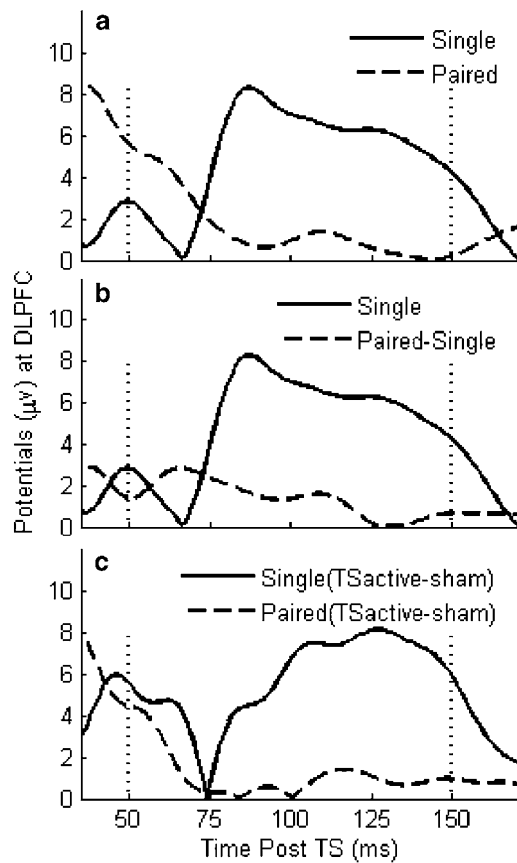 a
Single
Paired
10
8
6
4
2
0
b
Single
Paired-Single
10
8
6
4
2
0
Potentials (μv) at DLPFC
c
Single(TSactive-sham)
Paired(TSactive-sham)
10
8
6
4
2
0
50 75 100 125 150
Time Post TS (ms)